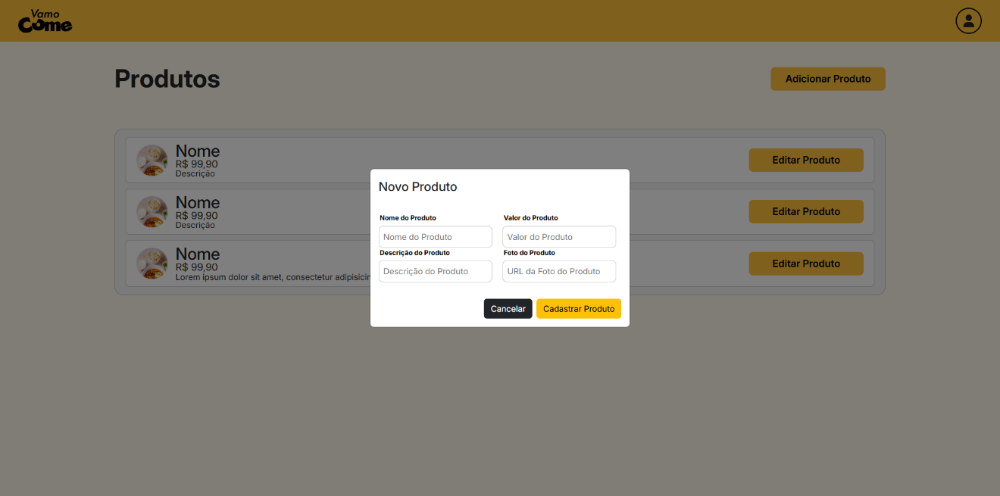 Vamo
Come
Produtos
Adicionar Produto
Nome
R$ 99,90
Descrição
Editar Produto
Nome
R$ 99,90
Descrição
Editar Produto
Nome
R$ 99,90
Lorem ipsum dolor sit amet, consectetur adipisicin
Editar Produto
Novo Produto
Nome do Produto
Valor do Produto
Nome do Produto
Valor do Produto
Descrição do Produto
Foto do Produto
Descrição do Produto
URL da Foto do Produto
Cancelar
Cadastrar Produto